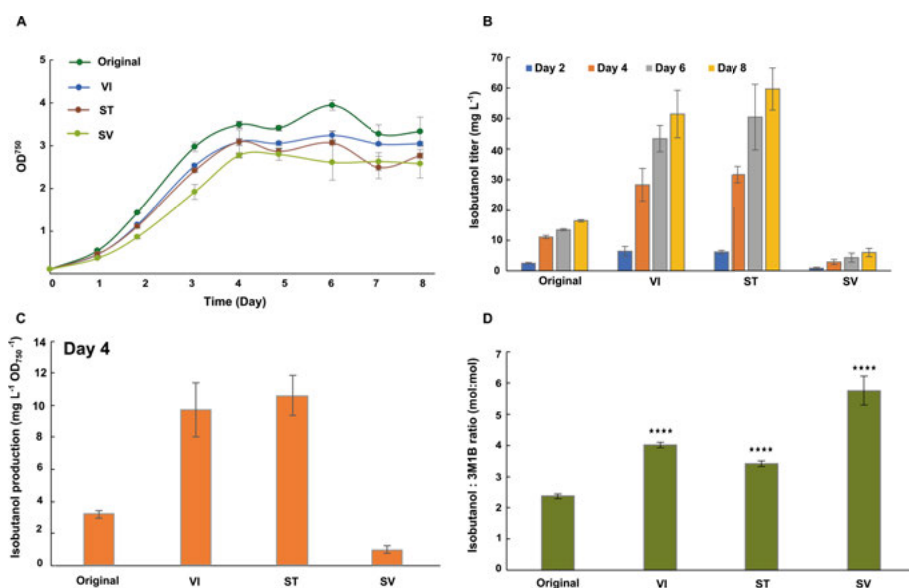 A
5
4
3
2
1
OD⁷⁵⁰
Original
VI
ST
SV
0 1 2 3 4 5 6 7 8
Time (Day)
B
Day 2 Day 4 Day 6 Day 8
70
60
50
40
30
20
10
0
Isobutanol titer (mg L⁻¹)
Original VI ST SV
C
Day 4
14
12
10
8
6
4
2
0
Isobutanol production (mg L⁻¹ OD₇₅₀⁻¹)
Original VI ST SV
D
7
6
5
4
3
2
1
0
Isobutanol : 3M1B ratio (mol:mol)
****
****
****
Original VI ST SV